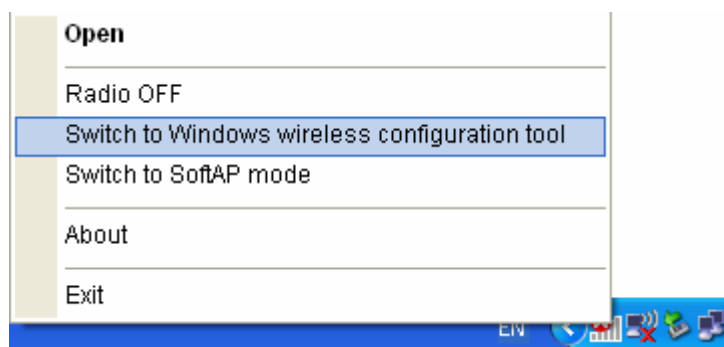 Open
Radio OFF
Switch to Windows wireless configuration tool
Switch to SoftAP mode
About
Exit
EN